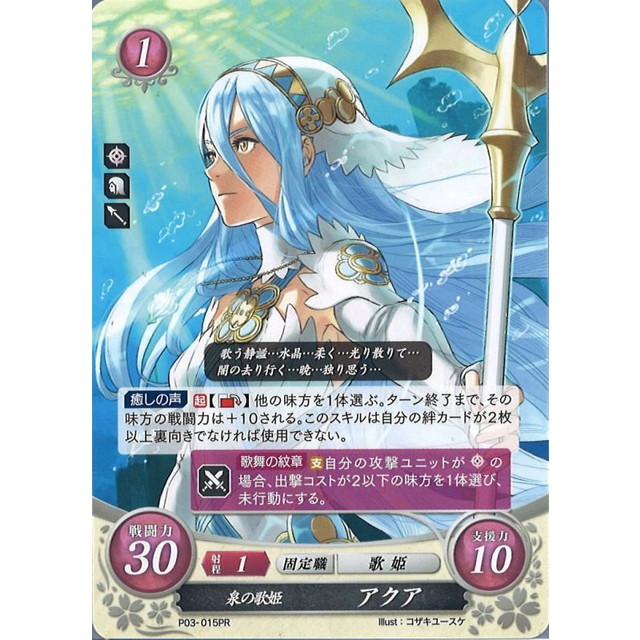 1
歌う静謐…水晶…柔く…光り散りて…
闇の去り行く…暁…独り思う…
癒しの声 起【】他の味方を1体選ぶ。ターン終了まで、その
味方の戦闘力は+10される。このスキルは自分の絆カードが2枚
以上裏向きでなければ使用できない。
歌舞の紋章 支 自分の攻撃ユニットがの
場合、出撃コストが2以下の味方を1体選び、
未行動にする。
戦闘力
30
射程 1
固定職
歌姫
支援力
10
泉の歌姫
アクア
P03-015PR
Illust:コザキユースケ